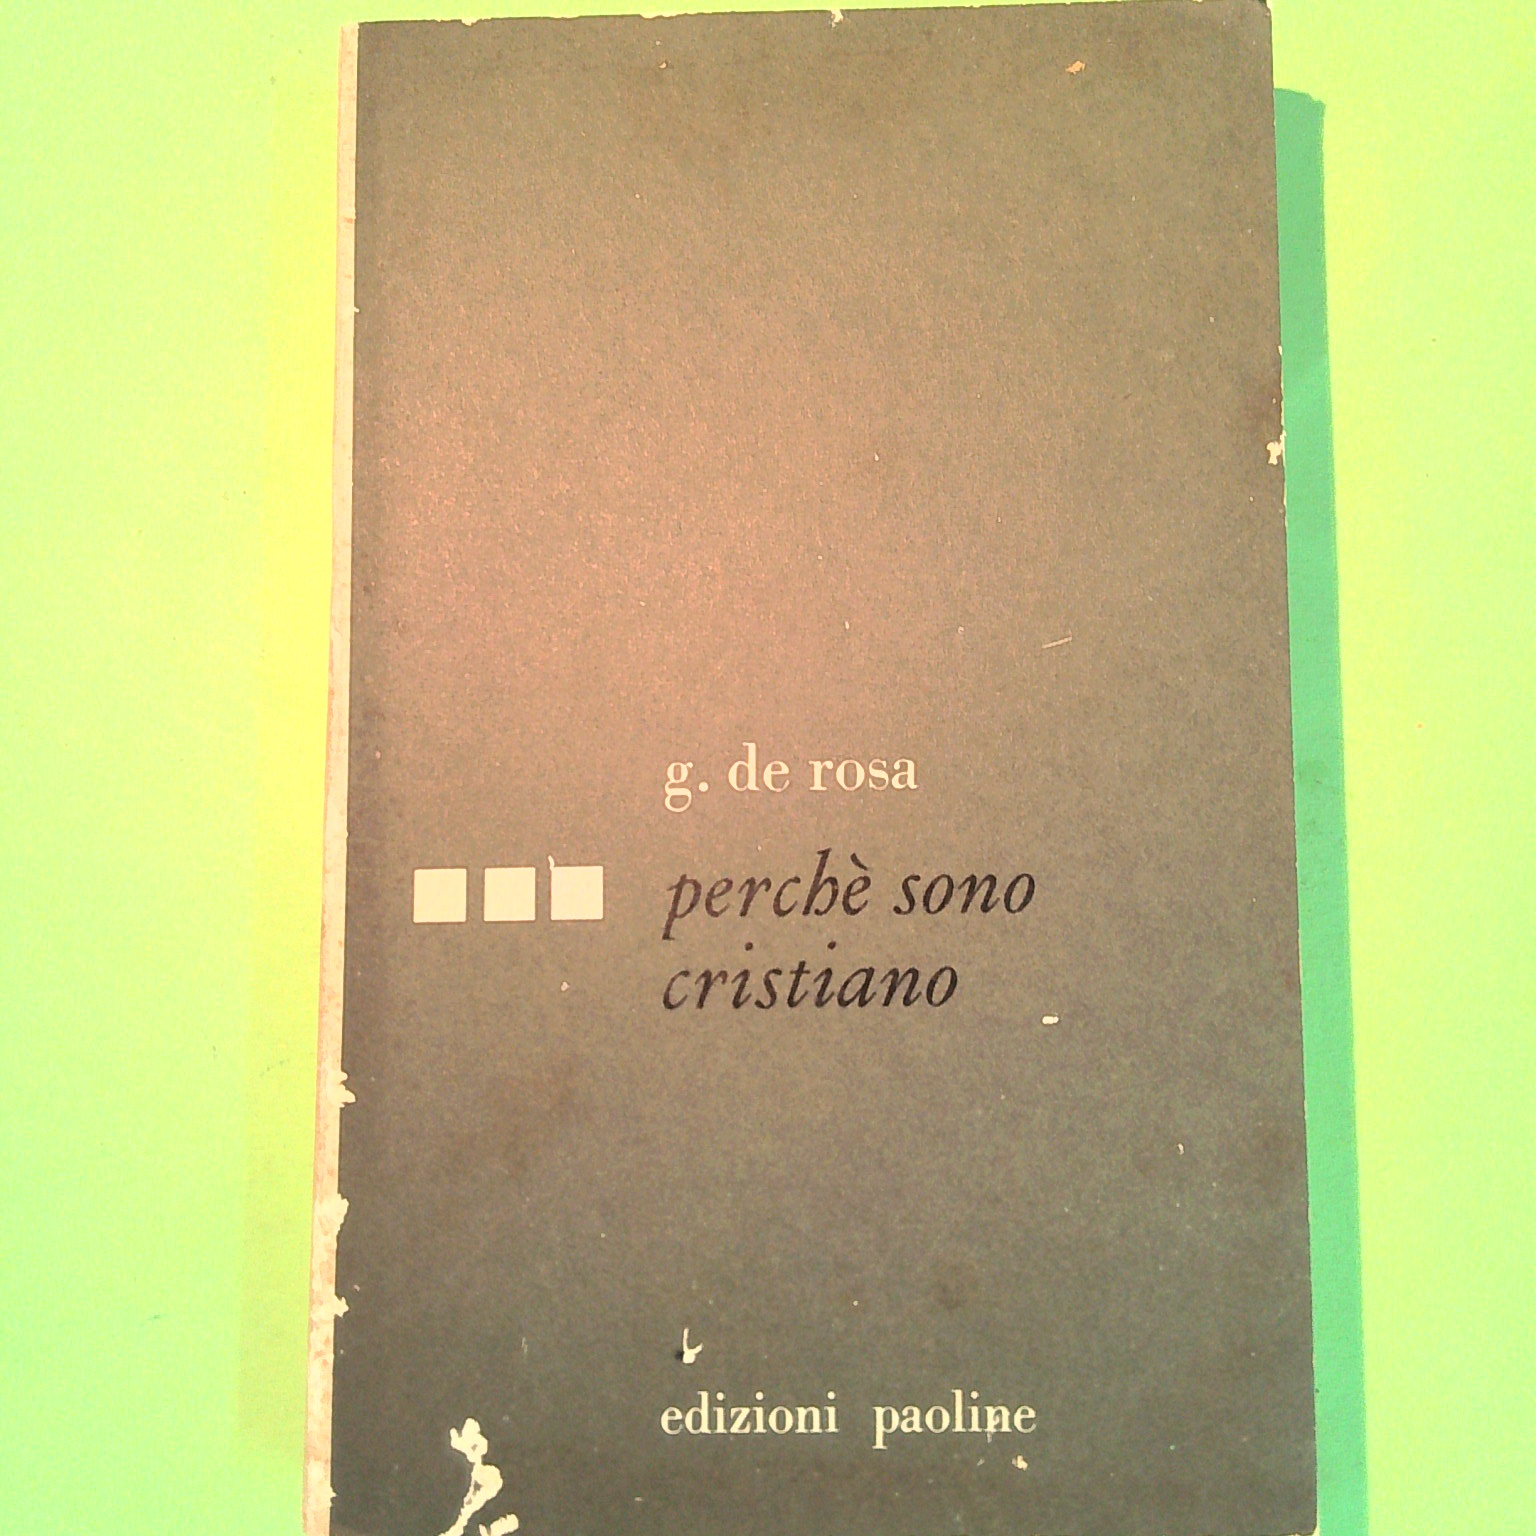 g. de rosa
perchè sono
cristiano
edizioni paoline